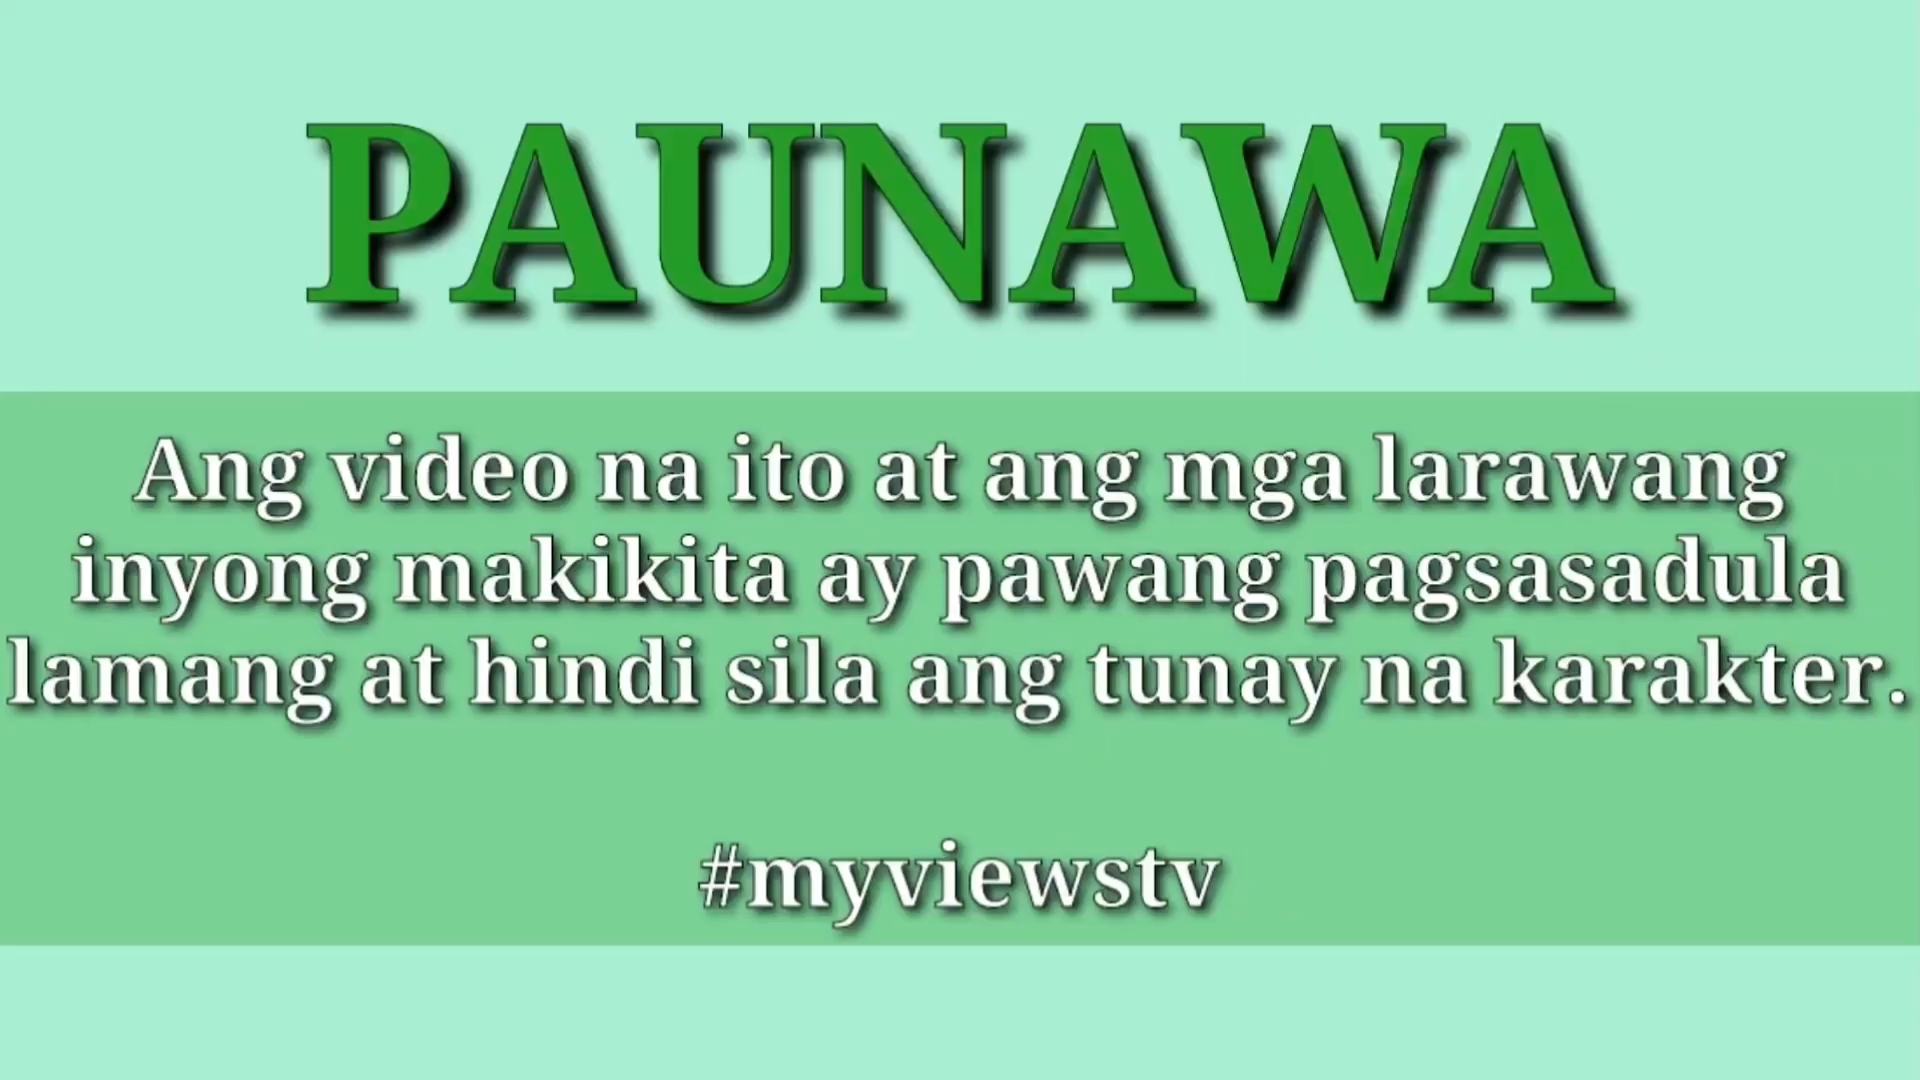 PAUNAWA
Ang video na ito at ang mga larawang
inyong makikita ay pawang pagsasadula
lamang at hindi sila ang tunay na karakter.
#myviewstv